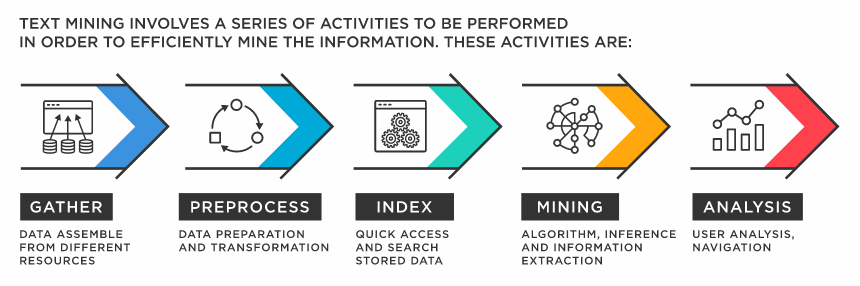 TEXT MINING INVOLVES A SERIES OF ACTIVITIES TO BE PERFORMED
IN ORDER TO EFFICIENTLY MINE THE INFORMATION. THESE ACTIVITIES ARE:
GATHER
DATA ASSEMBLE
FROM DIFFERENT
RESOURCES
PREPROCESS
DATA PREPARATION
AND TRANSFORMATION
INDEX
QUICK ACCESS
AND SEARCH
STORED DATA
MINING
ALGORITHM, INFERENCE
AND INFORMATION
EXTRACTION
ANALYSIS
USER ANALYSIS,
NAVIGATION